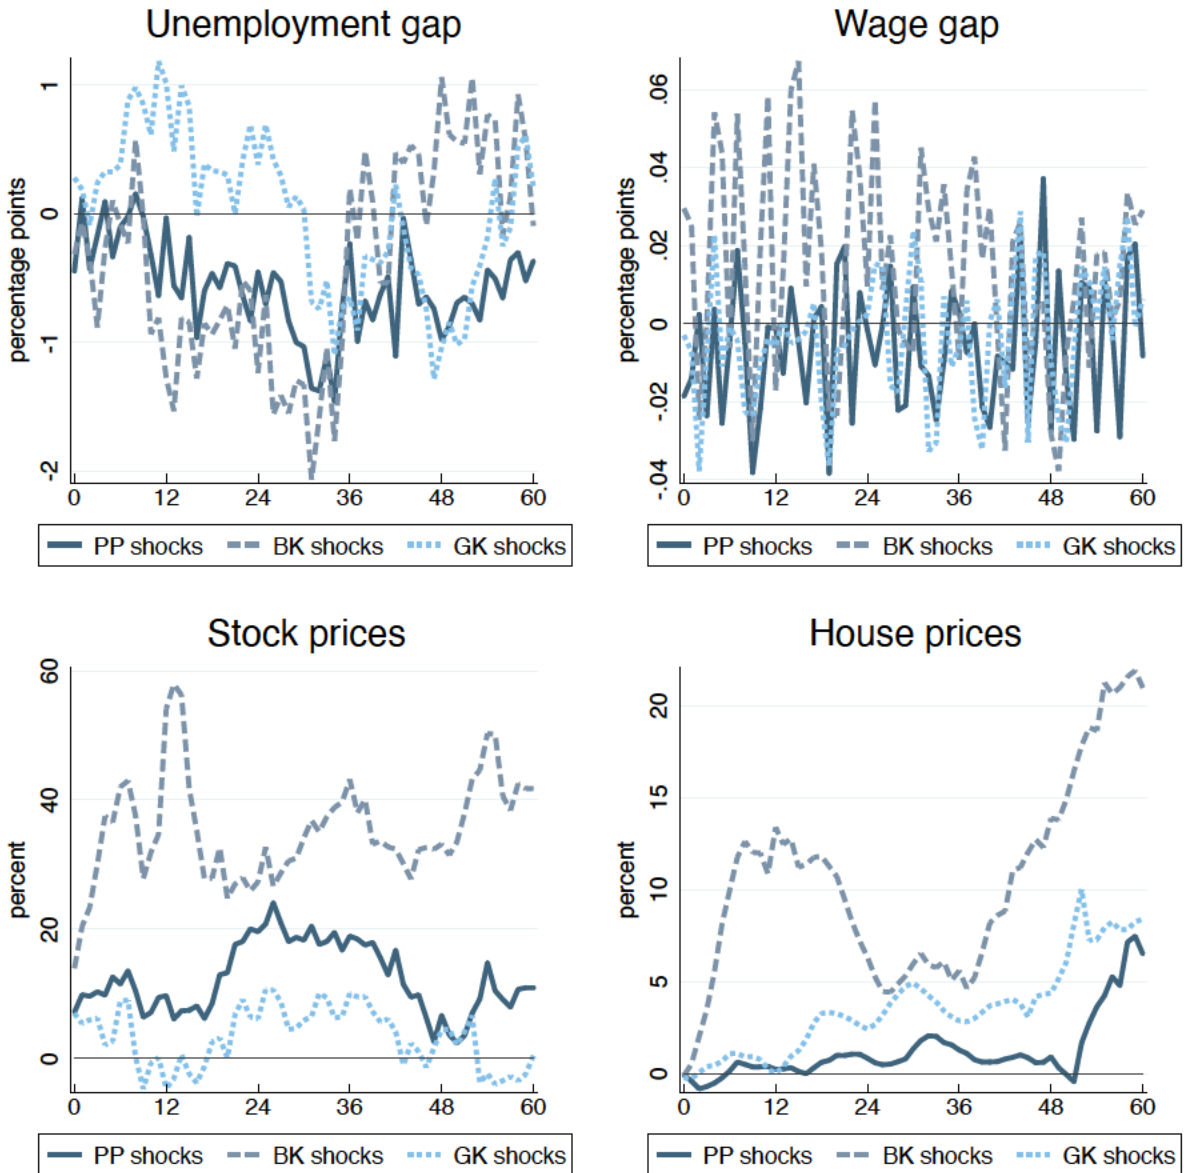 Unemployment gap
percentage points
1
0
-1
-2
0 12 24 36 48 60
PP shocks BK shocks GK shocks
Wage gap
percentage points
.06
.04
.02
0
-.02
-.04
0 12 24 36 48 60
PP shocks BK shocks GK shocks
Stock prices
percent
60
40
20
0
0 12 24 36 48 60
PP shocks BK shocks GK shocks
House prices
percent
20
15
10
5
0
0 12 24 36 48 60
PP shocks BK shocks GK shocks